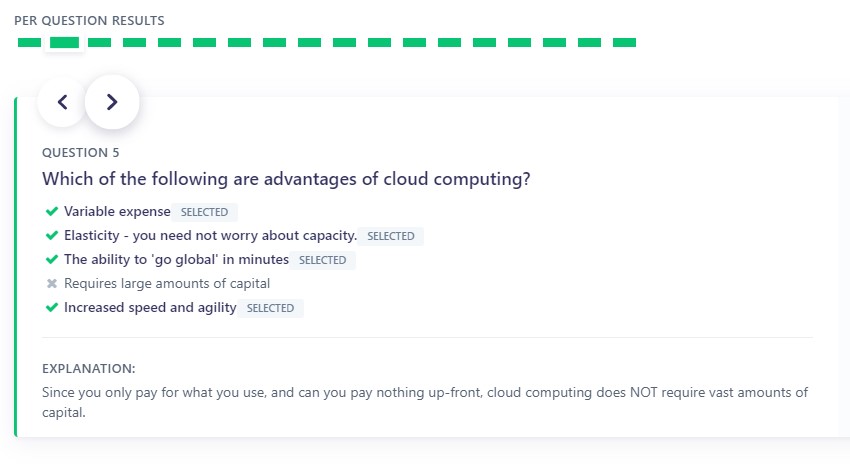 PER QUESTION RESULTS
QUESTION 5
Which of the following are advantages of cloud computing?
Variable expense SELECTED
Elasticity - you need not worry about capacity. SELECTED
The ability to 'go global' in minutes SELECTED
Requires large amounts of capital
Increased speed and agility SELECTED
EXPLANATION:
Since you only pay for what you use, and can you pay nothing up-front, cloud computing does NOT require vast amounts of
capital.